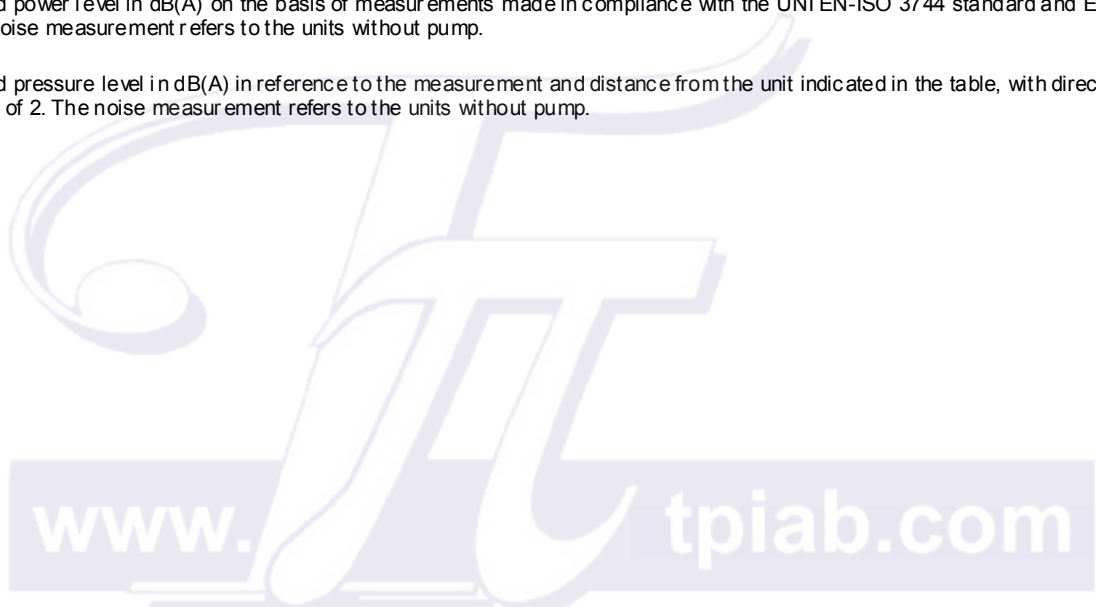 d power level in dB(A) on the basis of measurements made in compliance with the UNI EN-ISO 3744 standard and E
oise measurement refers to the units without pump.
d pressure level in dB(A) in reference to the measurement and distance from the unit indicated in the table, with direc
of 2. The noise measurement refers to the units without pump.
www. tpiab.com